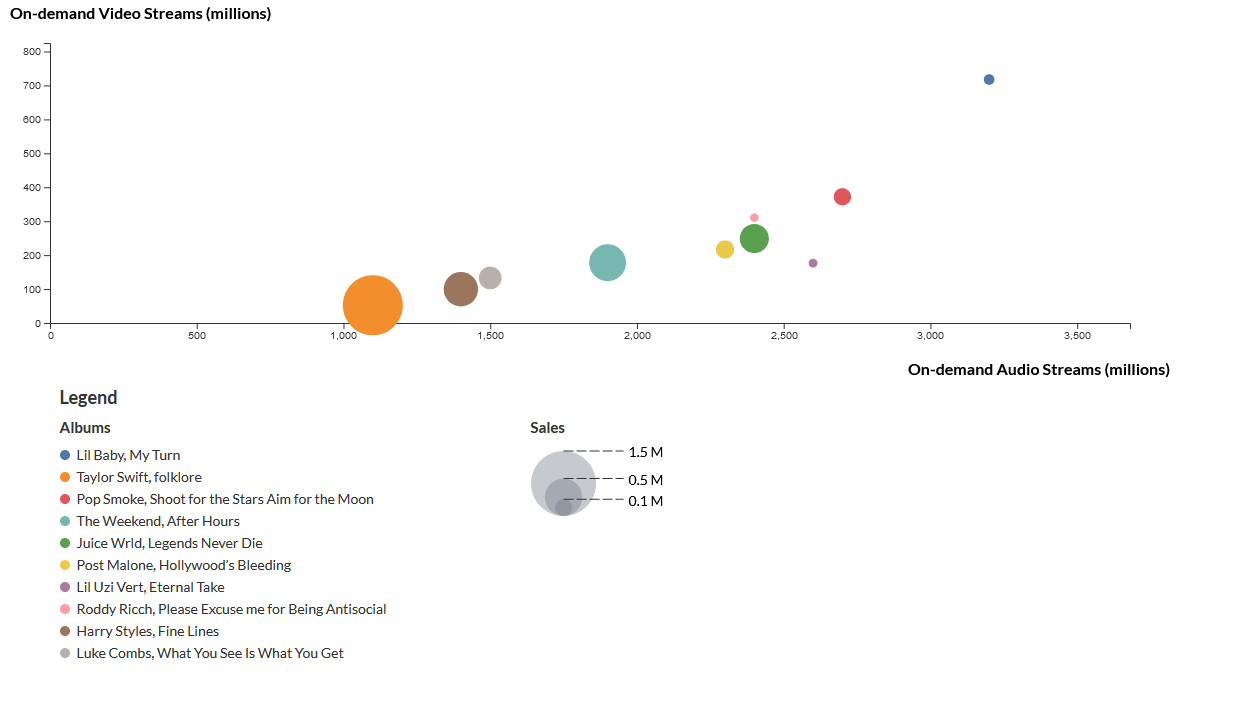 On-demand Video Streams (millions)
800
700
600
500
400
300
200
100
0
0 500 1,000 1,500 2,000 2,500 3,000 3,500
On-demand Audio Streams (millions)
Legend
Albums
Lil Baby, My Turn
Taylor Swift, folklore
Pop Smoke, Shoot for the Stars Aim for the Moon
The Weekend, After Hours
Juice Wrld, Legends Never Die
Post Malone, Hollywood’s Bleeding
Lil Uzi Vert, Eternal Take
Roddy Ricch, Please Excuse me for Being Antisocial
Harry Styles, Fine Lines
Luke Combs, What You See Is What You Get
Sales
1.5 M
0.5 M
0.1 M